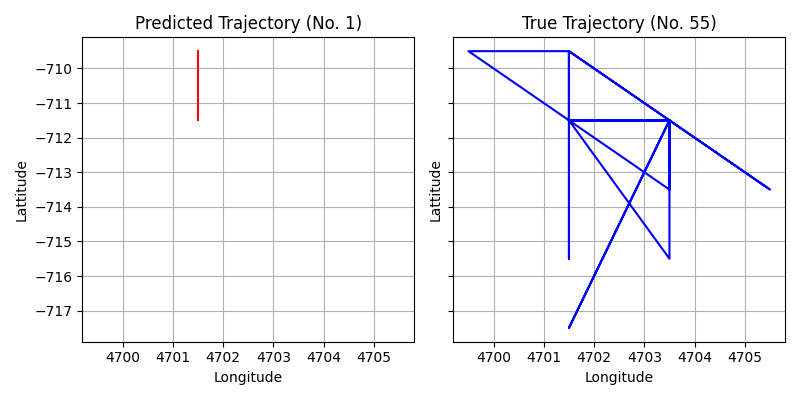 Predicted Trajectory (No. 1)
True Trajectory (No. 55)
Lattitude
−710
−711
−712
−713
−714
−715
−716
−717
4700 4701 4702 4703 4704 4705
Longitude
Lattitude
4700 4701 4702 4703 4704 4705
Longitude